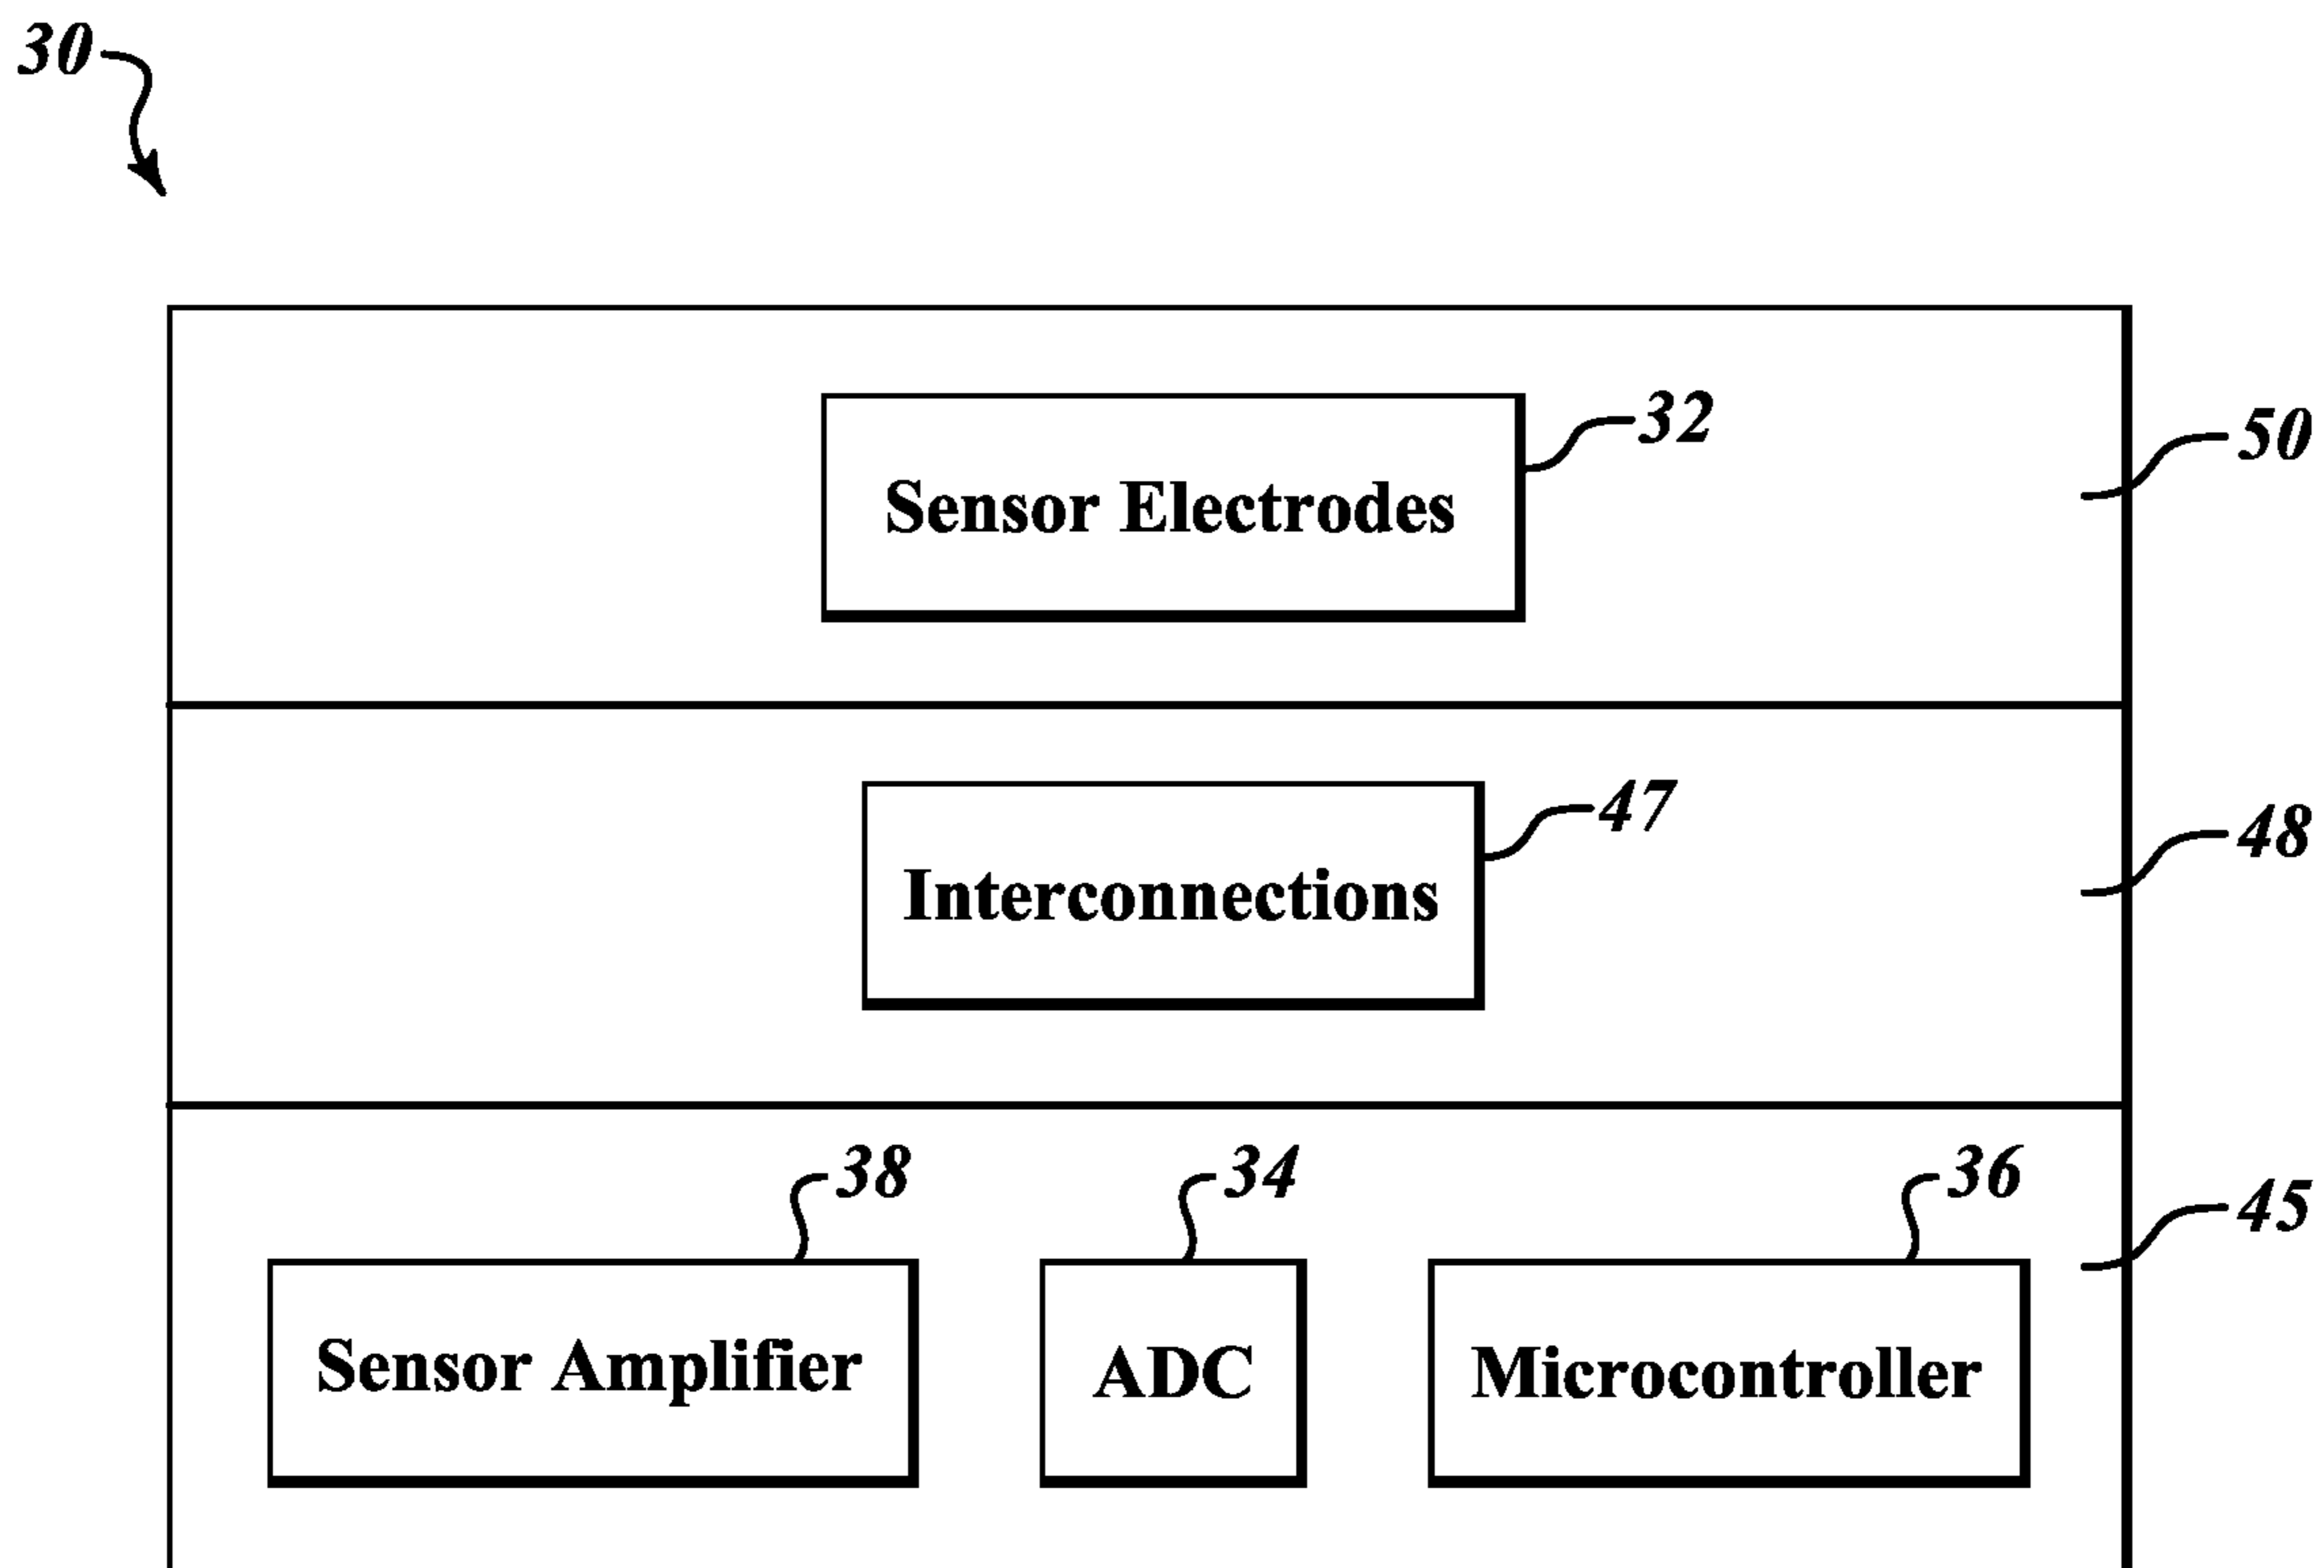 30
32
50
Sensor Electrodes
47
48
Interconnections
38
34
36
45
Sensor Amplifier
ADC
Microcontroller